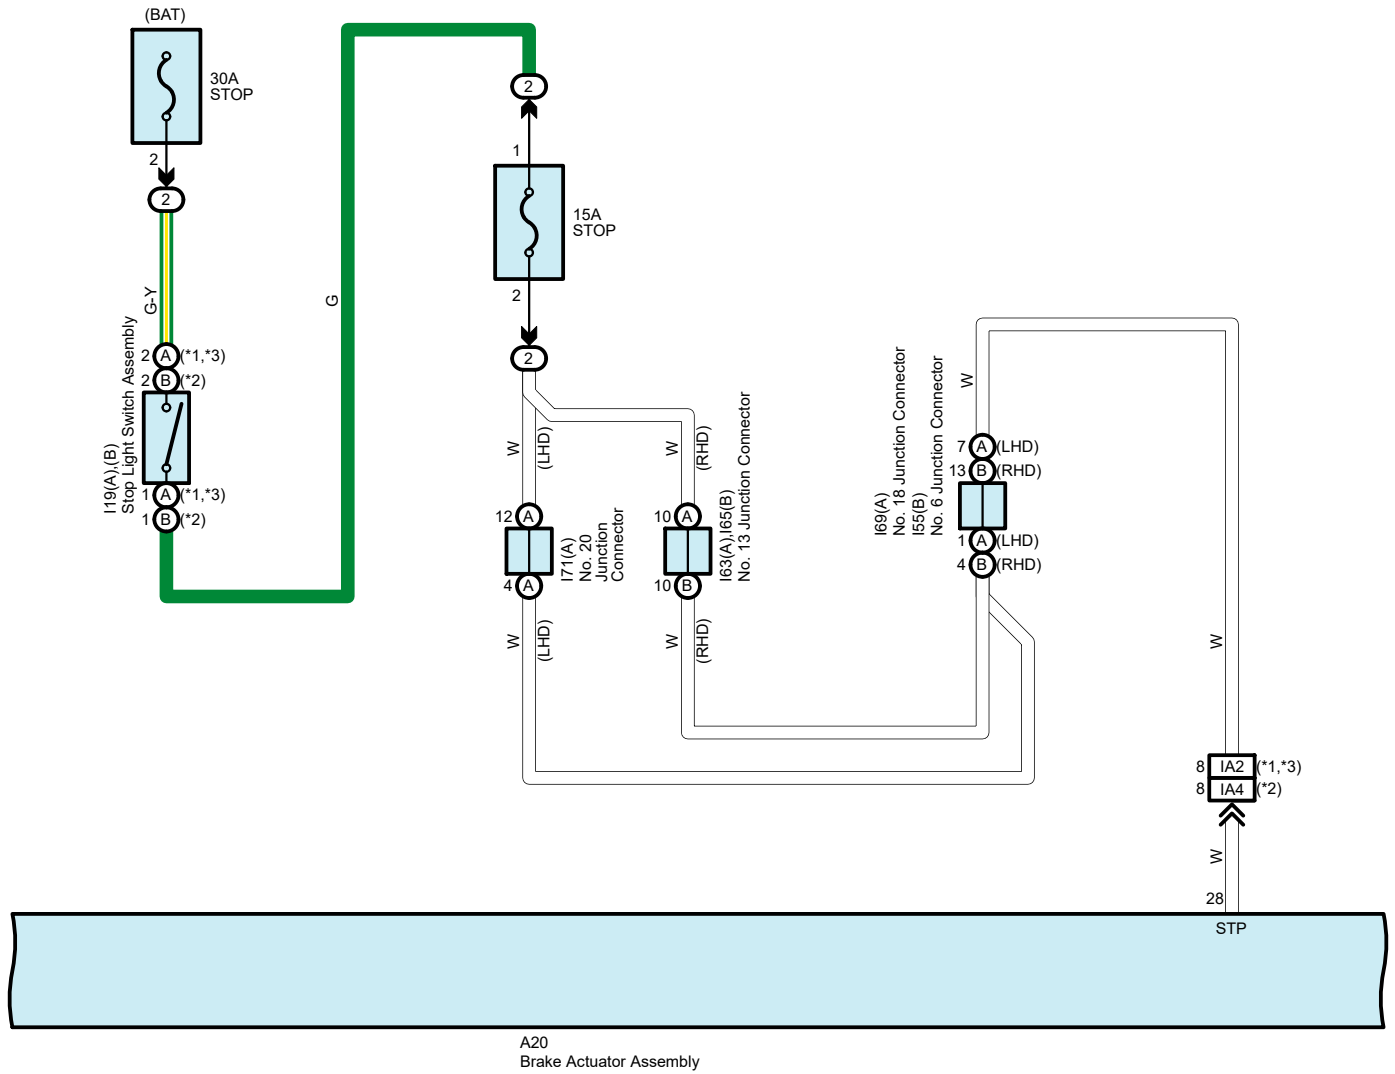 (BAT)
30A
STOP
2
2
G-Y
2 A (*1,*3)
2 B (*2)
I19(A),(B)
Stop Light Switch Assembly
1 A (*1,*3)
1 B (*2)
G
2
1
15A
STOP
2
2
W
(LHD)
W
(RHD)
12 A
I71(A)
No. 20
Junction
Connector
4 A
10 A
I63(A),I65(B)
No. 13 Junction Connector
10 B
W
(LHD)
W
(RHD)
W
7 A (LHD)
13 B (RHD)
I69(A)
No. 18 Junction Connector
I55(B)
No. 6 Junction Connector
1 A (LHD)
4 B (RHD)
W
8 IA2 (*1,*3)
8 IA4 (*2)
W
28
STP
A20
Brake Actuator Assembly